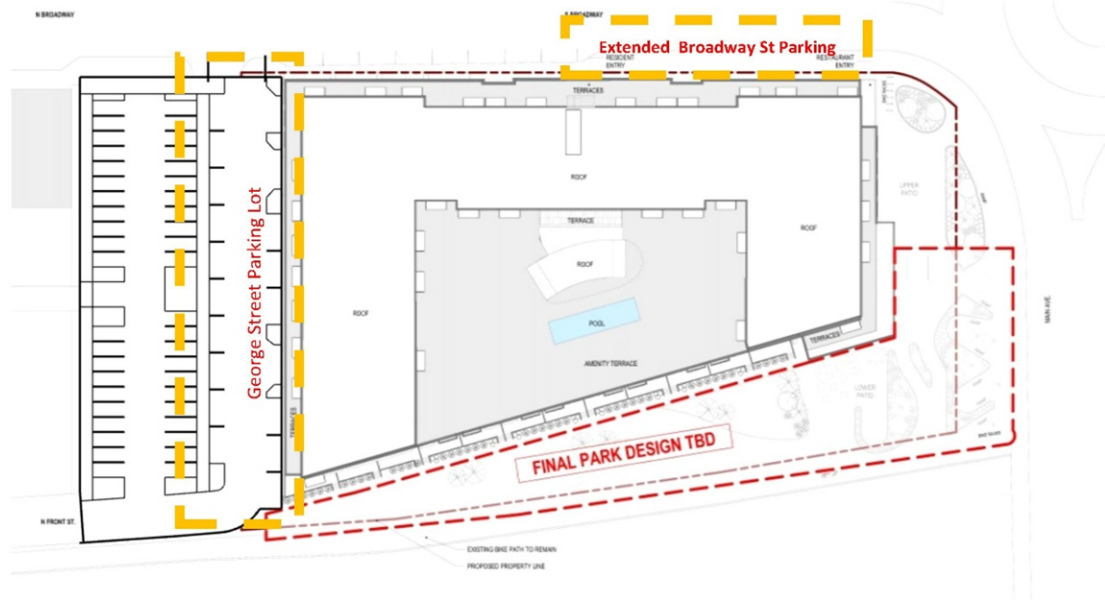 N BROADWAY
N BROADWAY
Extended Broadway St Parking
RESIDENT
ENTRY
RESTAURANT
ENTRY
TERRACES
ROOF
UPPER
PATIO
George Street Parking Lot
TERRACE
ROOF
ROOF
ROOF
POOL
MAIN AVE.
AMENITY TERRACE
TERRACES
LOWER
PATIO
TERRACES
FINAL PARK DESIGN TBD
N FRONT ST.
EXISTING BIKE PATH TO REMAIN
PROPOSED PROPERTY LINE